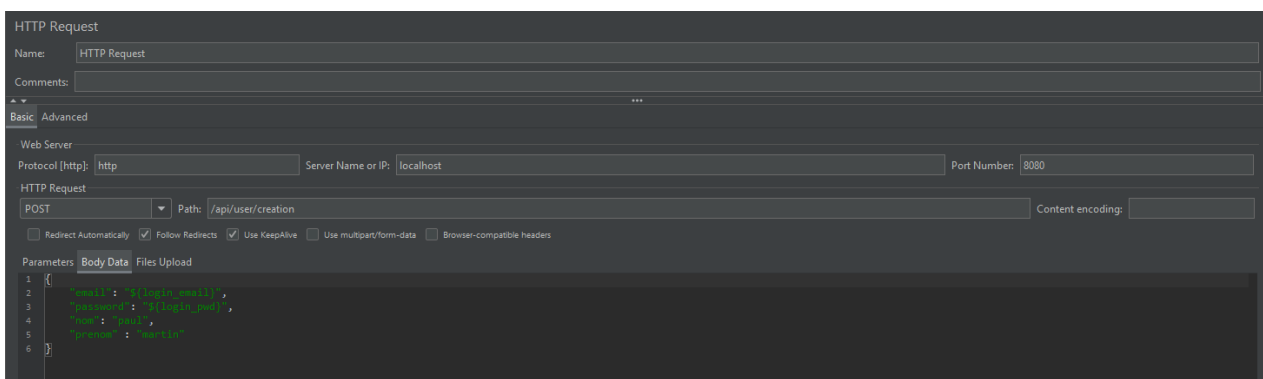 HTTP Request
Name: HTTP Request
Comments:
Basic Advanced
Web Server
Protocol [http]: http Server Name or IP: localhost Port Number: 8080
HTTP Request
POST Path: /api/user/creation Content encoding:
Redirect Automatically Follow Redirects Use KeepAlive Use multipart/form-data Browser-compatible headers
Parameters Body Data Files Upload
1 {
2 "email": "${login_email}",
3 "password": "${login_pwd}",
4 "nom": "paul",
5 "prenom" : "martin"
6 }